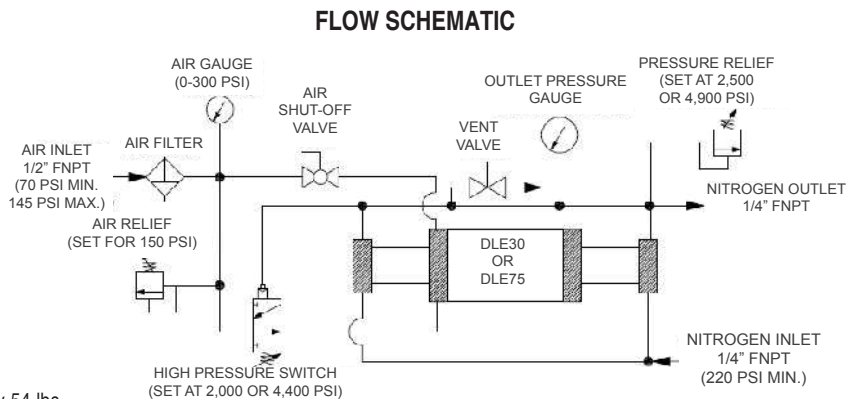 FLOW SCHEMATIC
AIR GAUGE
(0-300 PSI)
AIR
SHUT-OFF
VALVE
OUTLET PRESSURE
GAUGE
PRESSURE RELIEF
(SET AT 2,500
OR 4,900 PSI)
VENT
VALVE
AIR INLET
1/2" FNPT
(70 PSI MIN.
145 PSI MAX.)
AIR FILTER
NITROGEN OUTLET
1/4" FNPT
AIR RELIEF
(SET FOR 150 PSI)
DLE30
OR
DLE75
NITROGEN INLET
1/4" FNPT
(220 PSI MIN.)
HIGH PRESSURE SWITCH
(SET AT 2,000 OR 4,400 PSI)
54 lbs